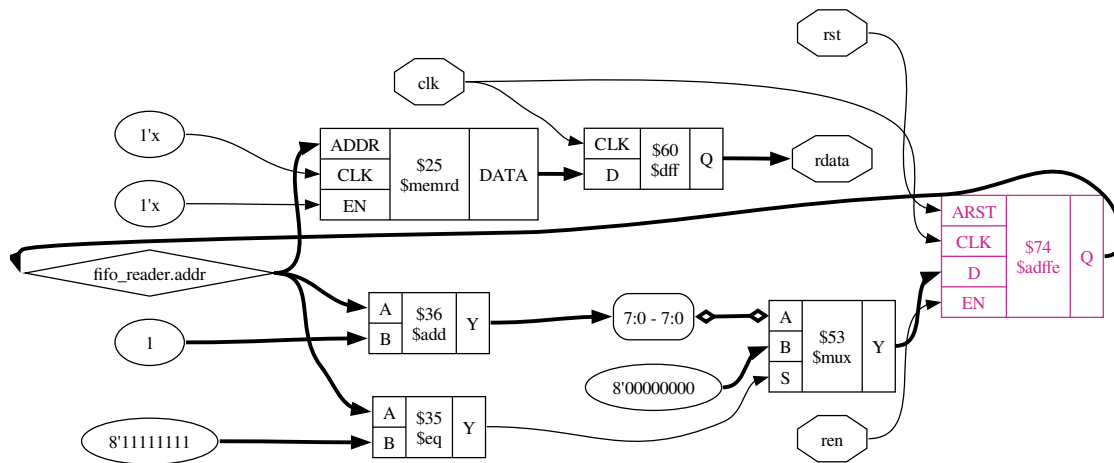 rst
clk
1'x
ADDR
CLK
EN
$25
$memrd
DATA
CLK
D
$60
$dff
Q
rdata
1'x
ARST
CLK
D
EN
$74
$adffe
Q
fifo_reader.addr
A
B
$36
$add
Y
7:0 - 7:0
A
B
S
$53
$mux
Y
1
8'00000000
A
B
$35
$eq
Y
8'11111111
ren